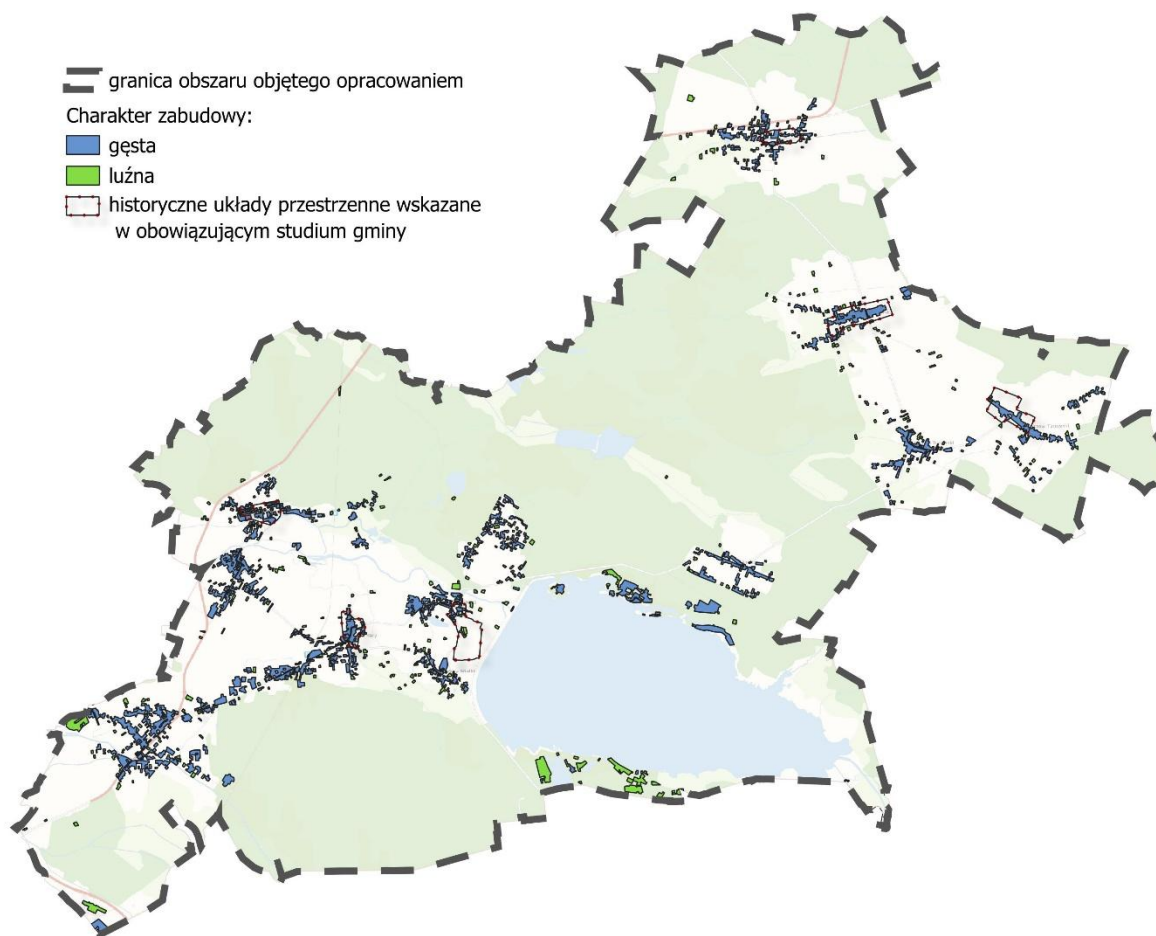 granica obszaru objętego opracowaniem
Charakter zabudowy:
gęsta
luźna
historyczne układy przestrzenne wskazane
w obowiązującym studium gminy